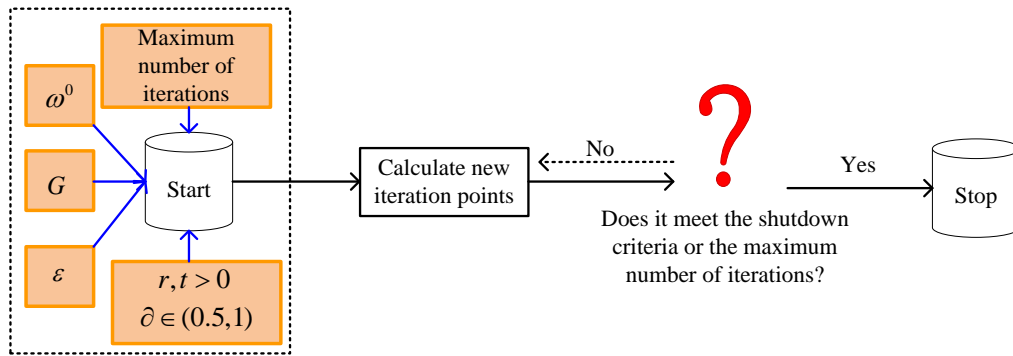 Maximum
number of
iterations
ω⁰
G
ε
Start
r, t > 0
∂ ∈ (0.5,1)
Calculate new
iteration points
No
?
Does it meet the shutdown
criteria or the maximum
number of iterations?
Yes
Stop